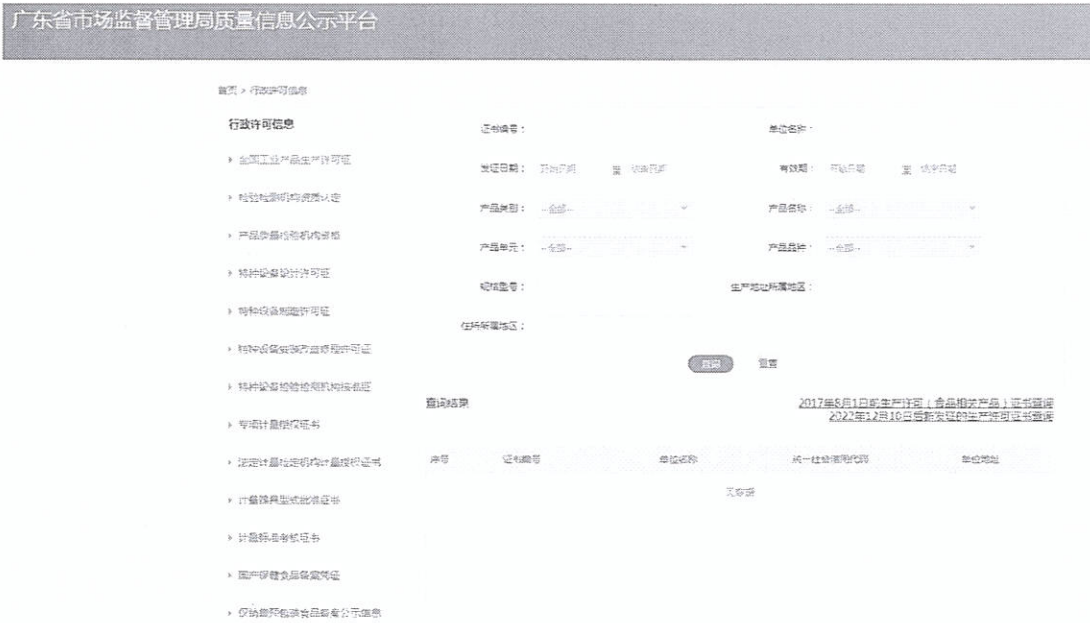 广东省市场监督管理局质量信息公示平台
首页 > 行政许可信息
行政许可信息
全国工业产品生产许可证
检验检测机构资质认定
产品质量检验机构资格
特种设备设计许可证
特种设备制造许可证
特种设备安装改造修理许可证
特种设备检验检测机构核准证
专项计量授权证书
法定计量检定机构计量授权证书
计量器具型式批准证书
计量标准考核证书
国产保健食品备案凭证
仅销售预包装食品备案公示信息
证书编号： 单位名称：
发证日期： 开始日期 至 结束日期 有效期： 开始日期 至 结束日期
产品类别： --全部-- 产品名称： --全部--
产品单元： --全部-- 产品品种： --全部--
规格型号： 生产地址所属地区：
住所所属地区：
查询 重置
查询结果
2017年8月1日前生产许可（食品相关产品）证书查询
2022年12月10日后新发证的生产许可证书查询
序号 证书编号 单位名称 统一社会信用代码 单位地址
无数据